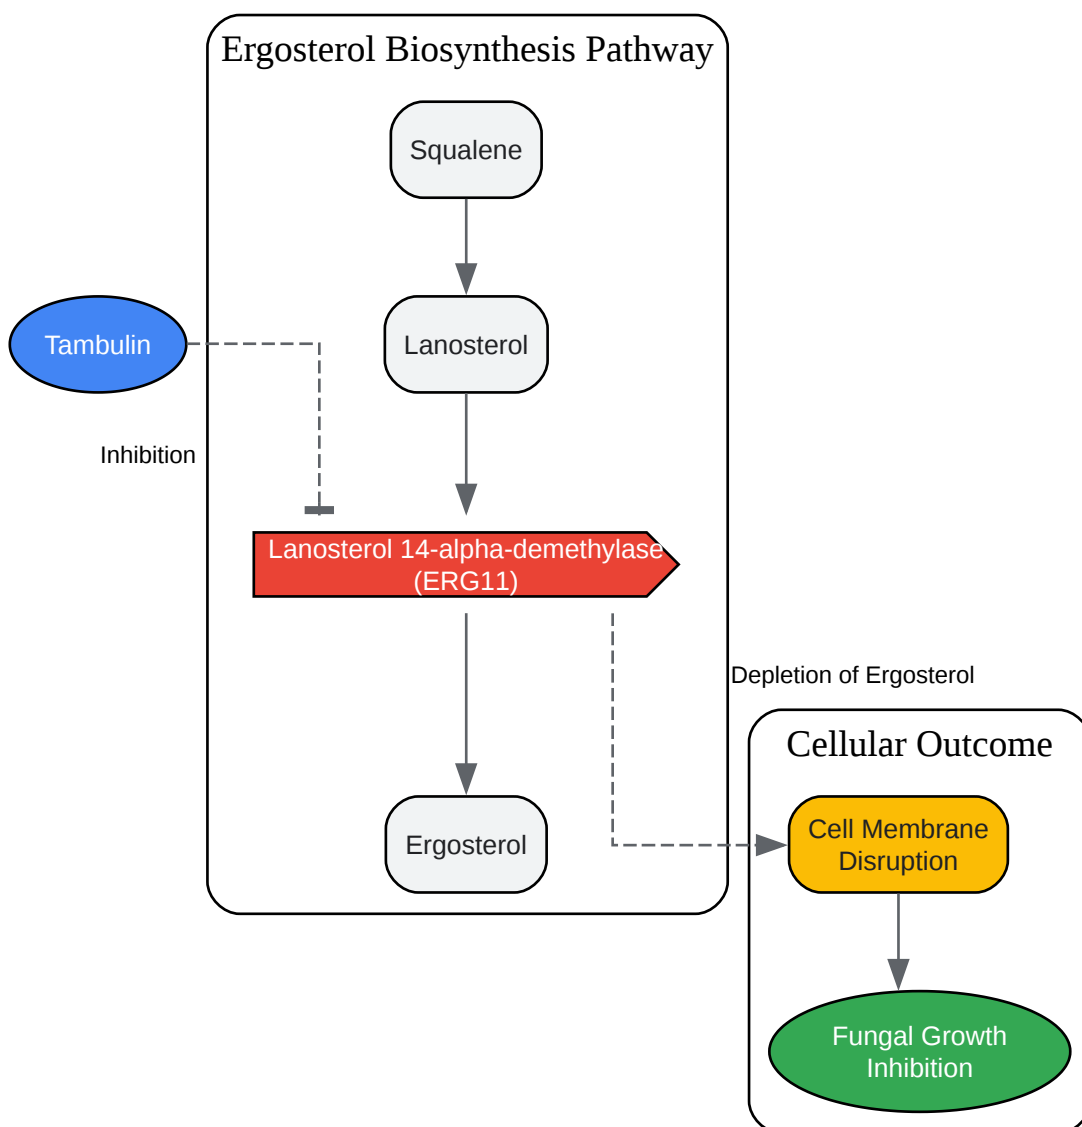 Ergosterol Biosynthesis Pathway
Squalene
Tambulin
Lanosterol
Inhibition
Lanosterol 14-alpha-demethylase
(ERG11)
Depletion of Ergosterol
Cellular Outcome
Ergosterol
Cell Membrane
Disruption
Fungal Growth
Inhibition